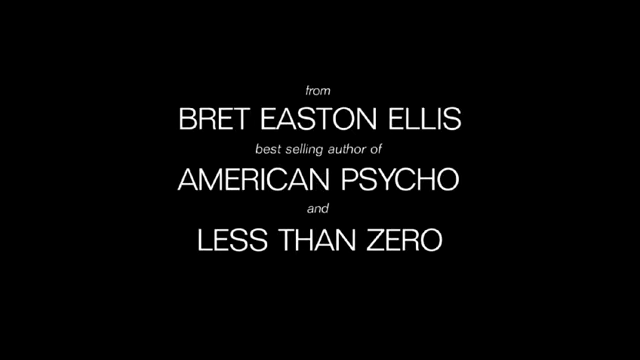 from
BRET EASTON ELLIS
best selling author of
AMERICAN PSYCHO
and
LESS THAN ZERO